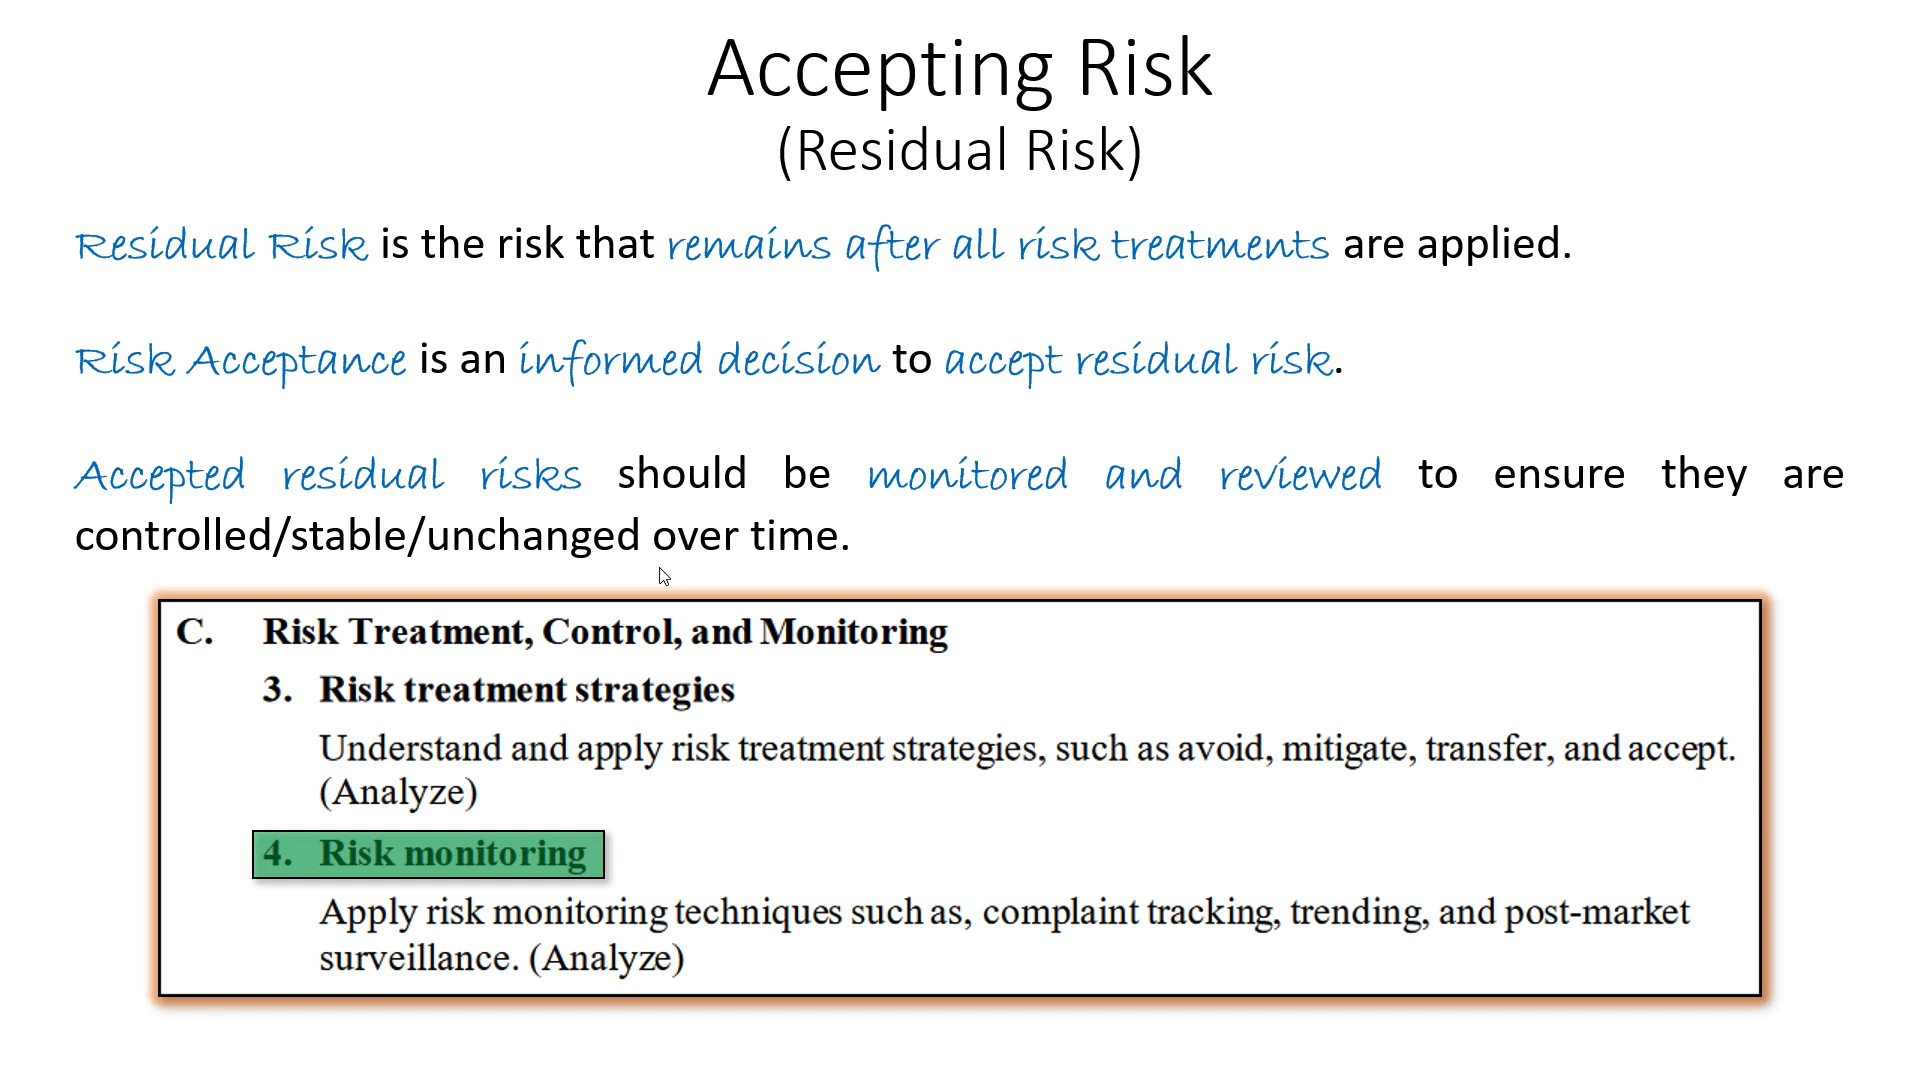 Accepting Risk
(Residual Risk)
Residual Risk is the risk that remains after all risk treatments are applied.
Risk Acceptance is an informed decision to accept residual risk.
Accepted residual risks should be monitored and reviewed to ensure they are
controlled/stable/unchanged over time.
C. Risk Treatment, Control, and Monitoring
3. Risk treatment strategies
Understand and apply risk treatment strategies, such as avoid, mitigate, transfer, and accept.
(Analyze)
4. Risk monitoring
Apply risk monitoring techniques such as, complaint tracking, trending, and post-market
surveillance. (Analyze)